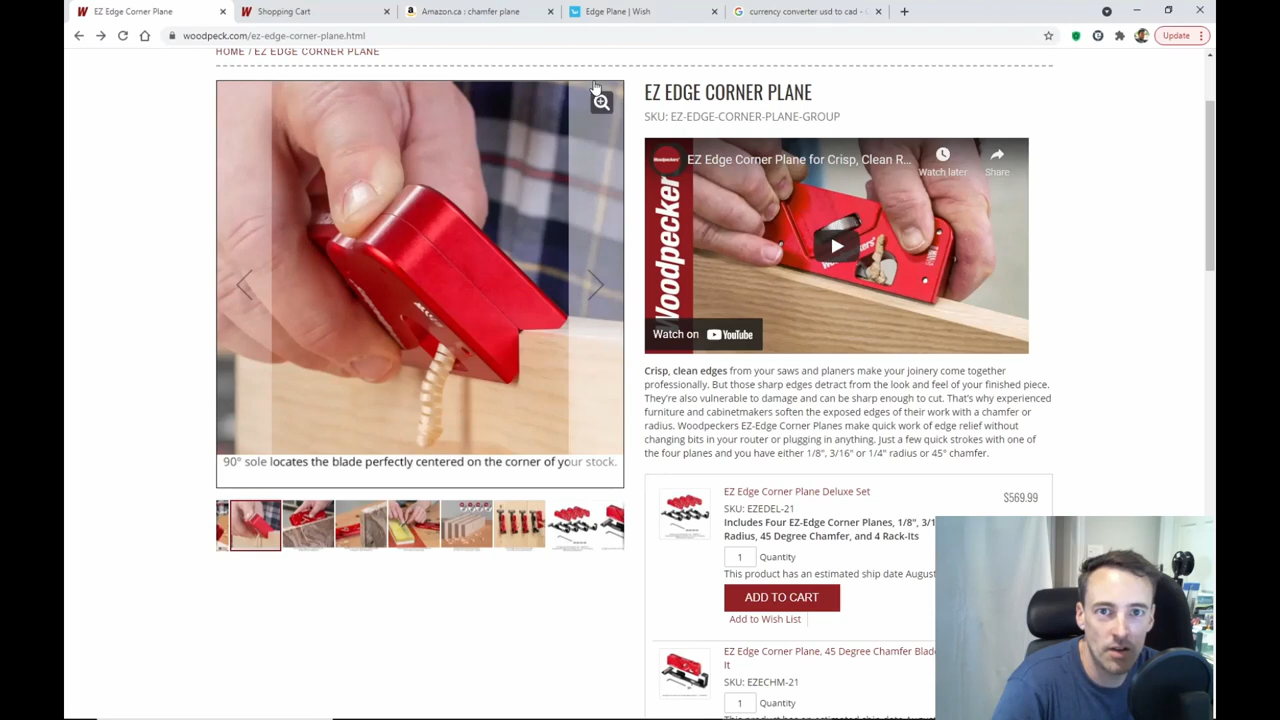 EZ Edge Corner Plane
Shopping Cart
Amazon.ca : chamfer plane
Edge Plane | Wish
currency converter usd to cad -
woodpeck.com/ez-edge-corner-plane.html
Update
HOME / EZ EDGE CORNER PLANE
EZ EDGE CORNER PLANE
SKU: EZ-EDGE-CORNER-PLANE-GROUP
EZ Edge Corner Plane for Crisp, Clean R...
Watch later
Share
Woodpeckers
Watch on YouTube
90° sole locates the blade perfectly centered on the corner of your stock.
Crisp, clean edges from your saws and planers make your joinery come together
professionally. But those sharp edges detract from the look and feel of your finished piece.
They're also vulnerable to damage and can be sharp enough to cut. That's why experienced
furniture and cabinetmakers soften the exposed edges of their work with a chamfer or
radius. Woodpeckers EZ-Edge Corner Planes make quick work of edge relief without
changing bits in your router or plugging in anything. Just a few quick strokes with one of
the four planes and you have either 1/8", 3/16" or 1/4" radius or 45° chamfer.
EZ Edge Corner Plane Deluxe Set
$569.99
SKU: EZEDEL-21
Includes Four EZ-Edge Corner Planes, 1/8", 3/1
Radius, 45 Degree Chamfer, and 4 Rack-Its
1 Quantity
This product has an estimated ship date August
ADD TO CART
Add to Wish List
EZ Edge Corner Plane, 45 Degree Chamfer Blad
It
SKU: EZECHM-21
1 Quantity